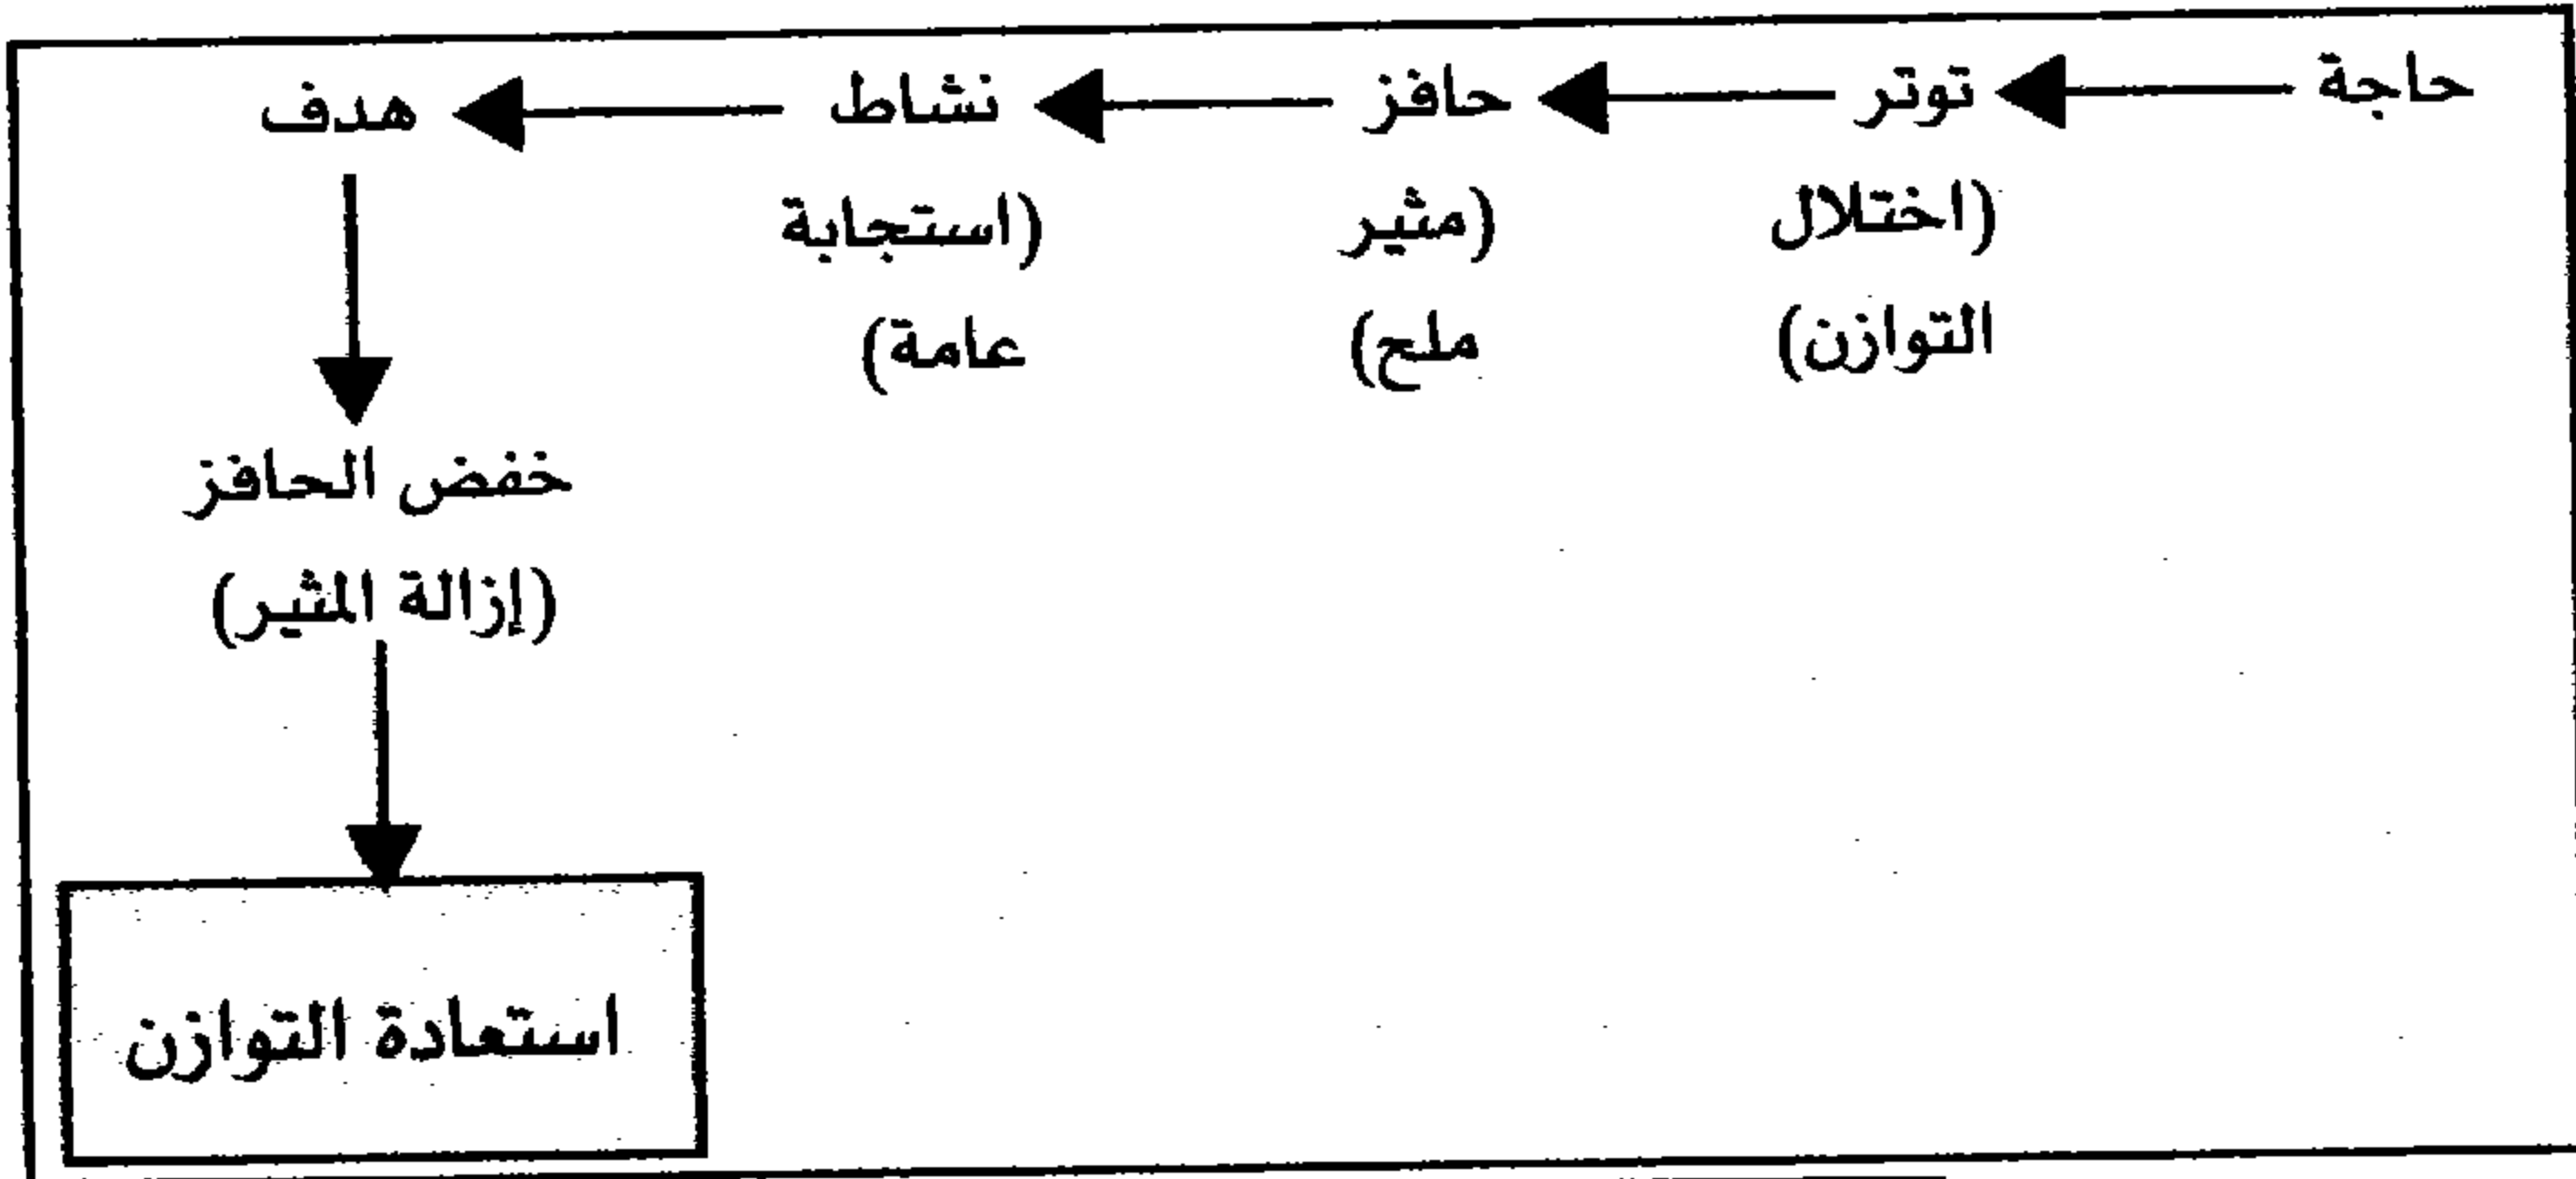 حاجة توتر حافز نشاط هدف
(اختلال (مثير (استجابة
التوازن) ملح) عامة)
خفض الحافز
(إزالة المثير)
استعادة التوازن